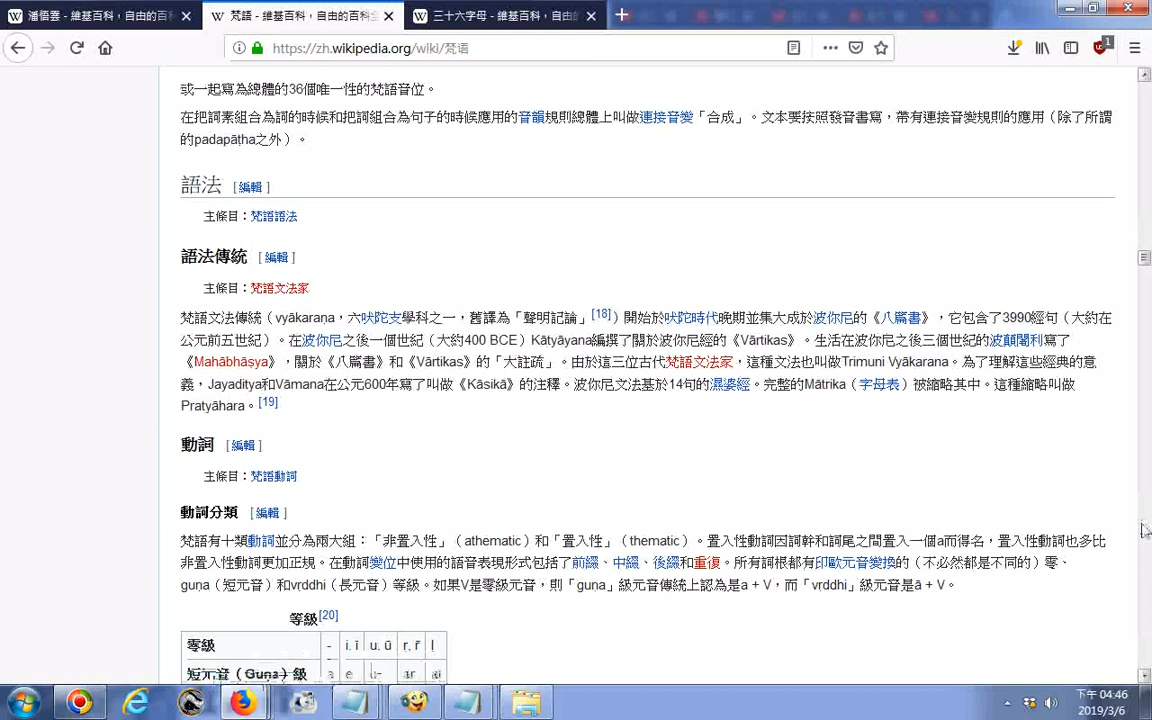 潘悟雲 - 維基百科，自由的百
梵語 - 維基百科，自由的百科全
三十六字母 - 維基百科，自由的
https://zh.wikipedia.org/wiki/梵语
1
或一起寫為總體的36個唯一性的梵語音位。
在把詞素組合為詞的時候和把詞組合為句子的時候應用的音韻規則總體上叫做連接音變「合成」。文本要按照發音書寫，帶有連接音變規則的應用（除了所謂
的padapāṭha之外）。
語法 [編輯]
主條目：梵語語法
語法傳統 [編輯]
主條目：梵語文法家
梵語文法傳統（vyākaraṇa，六吠陀支學科之一，舊譯為「聲明記論」[18]）開始於吠陀時代晚期並集大成於波你尼的《八篇書》，它包含了3990經句（大約在
公元前五世紀）。在波你尼之後一個世紀（大約400 BCE）Kātyāyana編撰了關於波你尼經的《Vārtikas》。生活在波你尼之後三個世紀的波顛闍利寫了
《Mahābhāṣya》，關於《八篇書》和《Vārtikas》的「大註疏」。由於這三位古代梵語文法家，這種文法也叫做Trimuni Vyākarana。為了理解這些經典的意
義，Jayaditya和Vāmana在公元600年寫了叫做《Kāsikā》的注釋。波你尼文法基於14句的濕婆經。完整的Mātrika（字母表）被縮略其中。這種縮略叫做
Pratyāhara。[19]
動詞 [編輯]
主條目：梵語動詞
動詞分類 [編輯]
梵語有十類動詞並分為兩大組：「非置入性」（athematic）和「置入性」（thematic）。置入性動詞因詞幹和詞尾之間置入一個a而得名，置入性動詞也多比
非置入性動詞更加正規。在動詞變位中使用的語音表現形式包括了前綴、中綴、後綴和重復。所有詞根都有印歐元音變換的（不必然都是不同的）零、
guṇa（短元音）和vṛddhi（長元音）等級。如果V是零級元音，則「guṇa」級元音傳統上認為是a + V，而「vṛddhi」級元音是ā + V。
等級[20]
零級 - i, ī u, ū ṛ, ṝ ḷ
短元音（Guṇa）級 a e ar
下午 04:46
2019/3/6